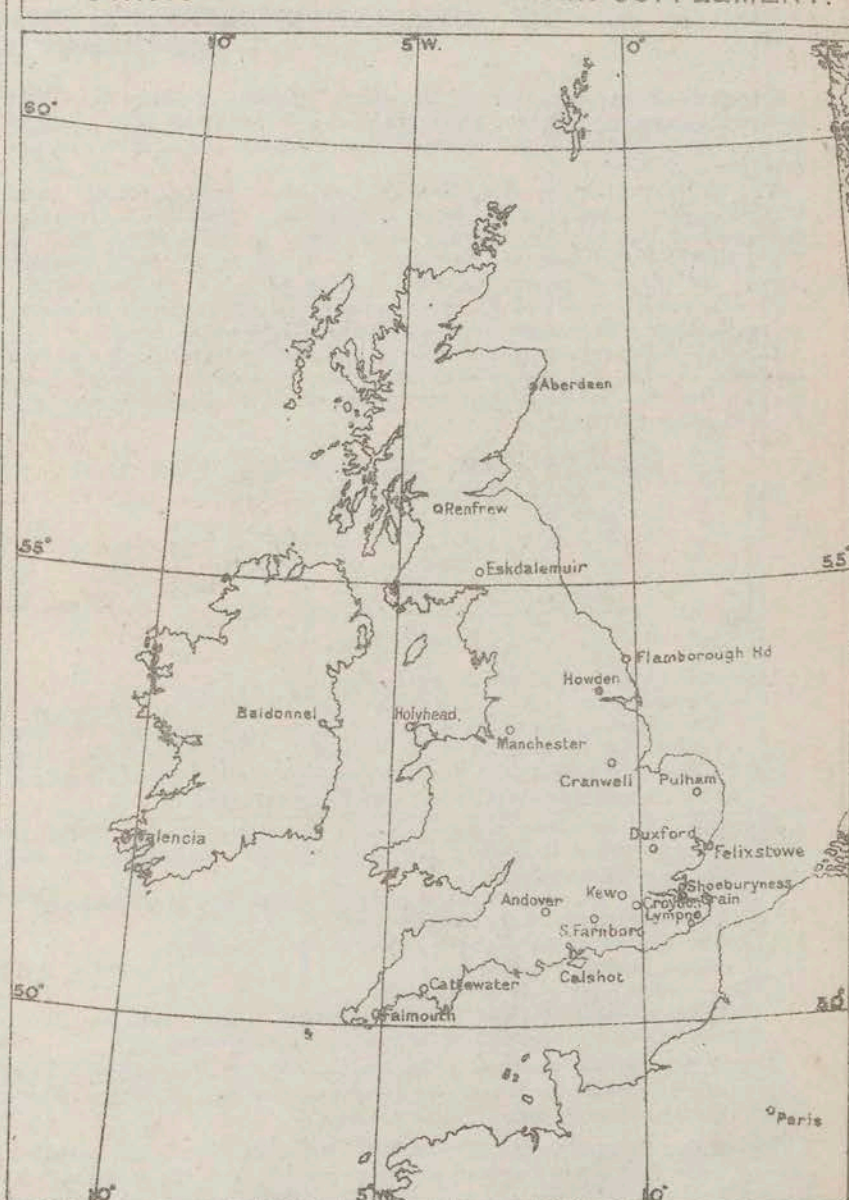 SUPPLEMENT.
10° 5°W. 0°
60°
Aberdeen
Renfrew
55° 55°
Eskdalemuir
Flamborough Hd
Howden
Baldonnel Holyhead.
Manchester
Cranwell Pulham
Valencia Duxford Felixstowe
Shoeburyness
Andover Kew Croydon Grain
Lympne
S.Farnboro
Calshot
Cattewater
50° 50°
Falmouth
Paris
10° 5°W 0°